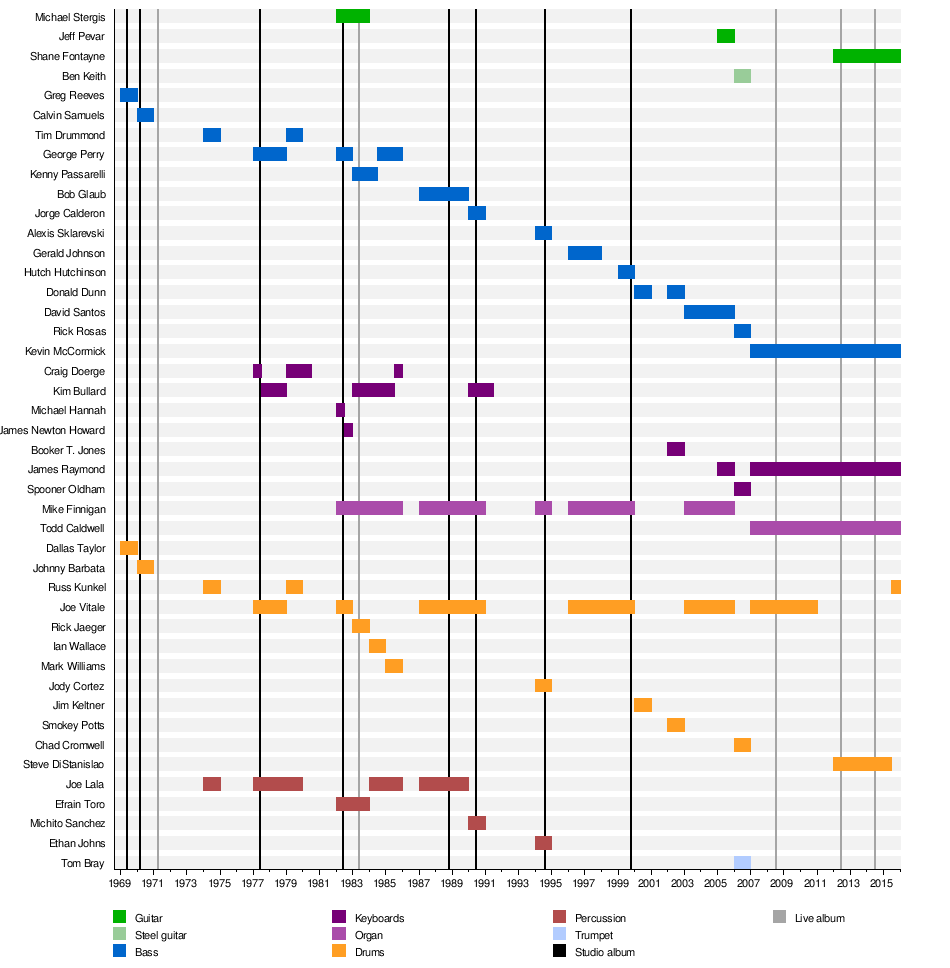 Michael Stergis
Jeff Pevar
Shane Fontayne
Ben Keith
Greg Reeves
Calvin Samuels
Tim Drummond
George Perry
Kenny Passarelli
Bob Glaub
Jorge Calderon
Alexis Sklarevski
Gerald Johnson
Hutch Hutchinson
Donald Dunn
David Santos
Rick Rosas
Kevin McCormick
Craig Doerge
Kim Bullard
Michael Hannah
James Newton Howard
Booker T. Jones
James Raymond
Spooner Oldham
Mike Finnigan
Todd Caldwell
Dallas Taylor
Johnny Barbata
Russ Kunkel
Joe Vitale
Rick Jaeger
Ian Wallace
Mark Williams
Jody Cortez
Jim Keltner
Smokey Potts
Chad Cromwell
Steve DiStanislao
Joe Lala
Efrain Toro
Michito Sanchez
Ethan Johns
Tom Bray
1969 1971 1973 1975 1977 1979 1981 1983 1985 1987 1989 1991 1993 1995 1997 1999 2001 2003 2005 2007 2009 2011 2013 2015
Guitar Keyboards Percussion Live album
Steel guitar Organ Trumpet
Bass Drums Studio album